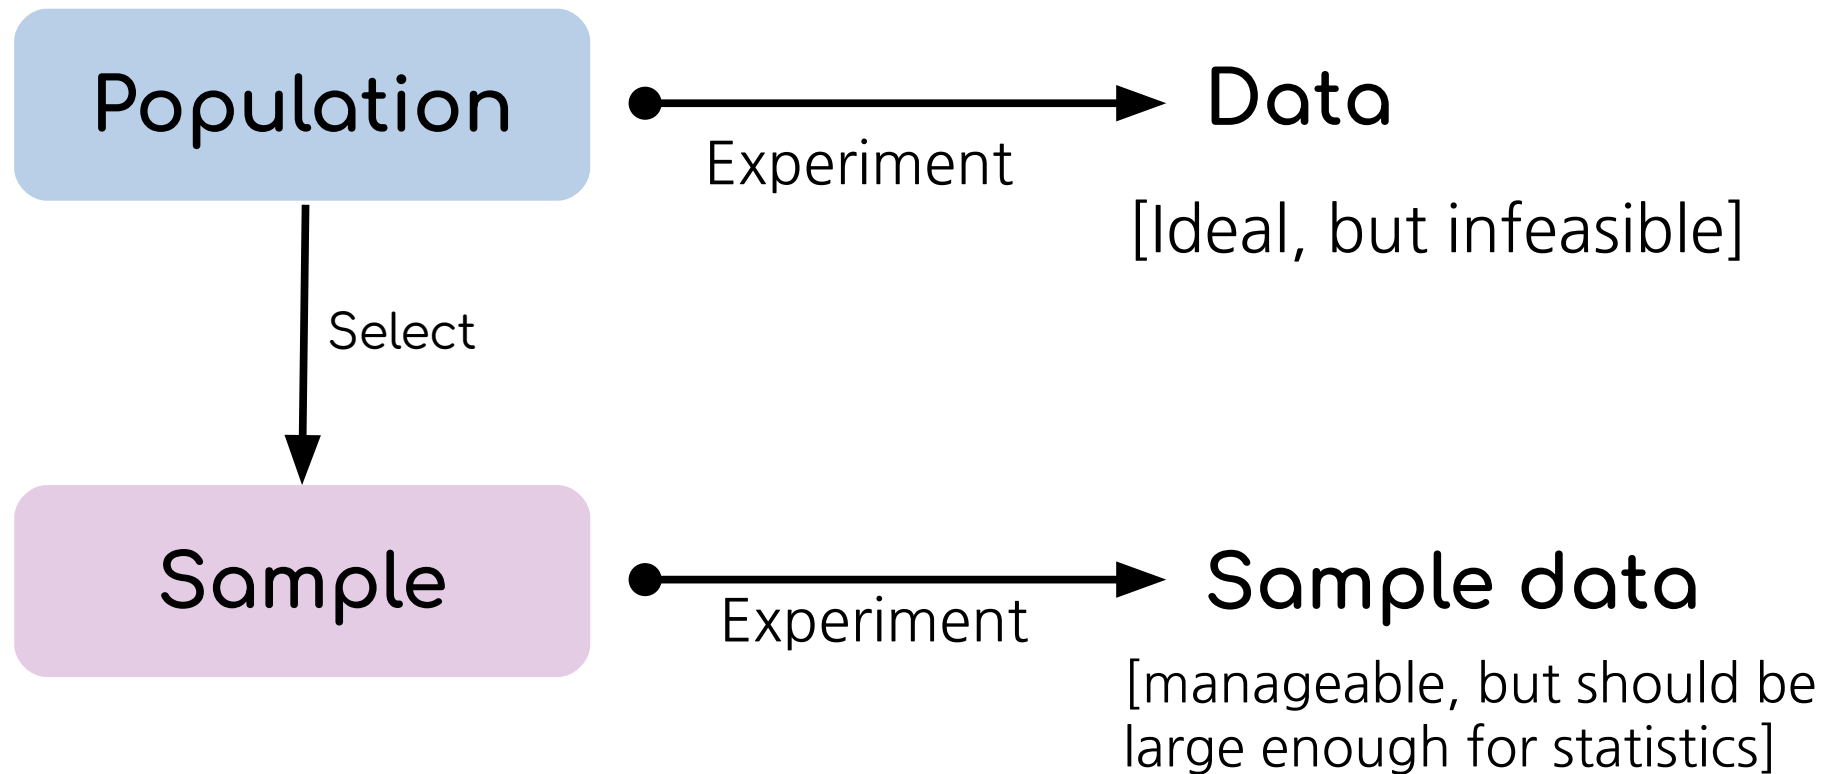 Population
Data
Experiment
[Ideal, but infeasible]
Select
Sample
Sample data
Experiment
[manageable, but should be
large enough for statistics]